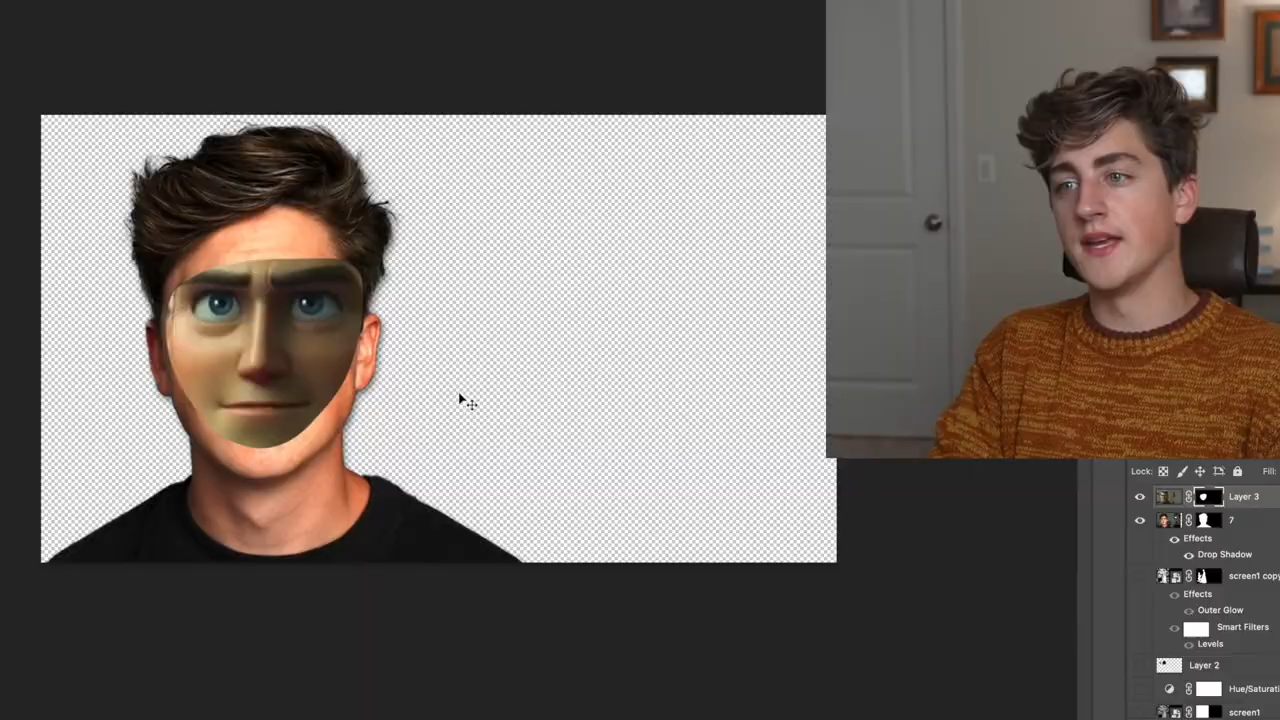 Lock:
Fill:
Layer 3
7
Effects
Drop Shadow
screen1 copy
Effects
Outer Glow
Smart Filters
Levels
Layer 2
Hue/Saturati
screen1